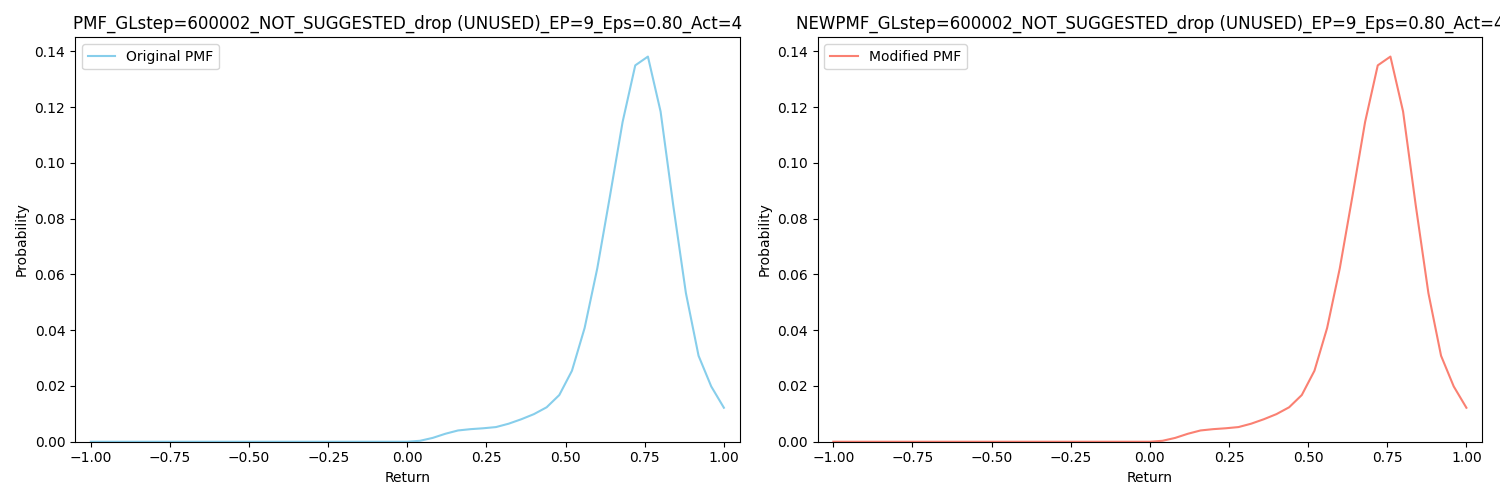 PMF_GLstep=600002_NOT_SUGGESTED_drop (UNUSED)_EP=9_Eps=0.80_Act=4
Original PMF
Probability
0.14
0.12
0.10
0.08
0.06
0.04
0.02
0.00
−1.00 −0.75 −0.50 −0.25 0.00 0.25 0.50 0.75 1.00
Return
NEWPMF_GLstep=600002_NOT_SUGGESTED_drop (UNUSED)_EP=9_Eps=0.80_Act=4
Modified PMF
Probability
0.14
0.12
0.10
0.08
0.06
0.04
0.02
0.00
−1.00 −0.75 −0.50 −0.25 0.00 0.25 0.50 0.75 1.00
Return